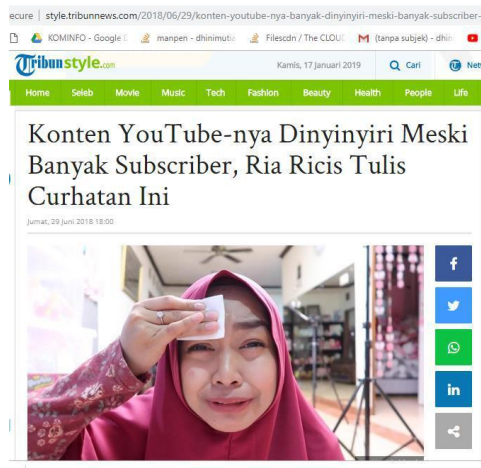 ecure | style.tribunnews.com/2018/06/29/konten-youtube-nya-banyak-dinyinyiri-meski-banyak-subscriber-
KOMINFO - Google D manpen - dhinimutia Filescdn / The CLOUD M (tanpa subjek) - dhin
Tribunstyle.com Kamis, 17 Januari 2019 Cari Net
Home Seleb Movie Music Tech Fashion Beauty Health People Life
Konten YouTube-nya Dinyinyiri Meski
Banyak Subscriber, Ria Ricis Tulis
Curhatan Ini
Jumat, 29 Juni 2018 18:00
f
in